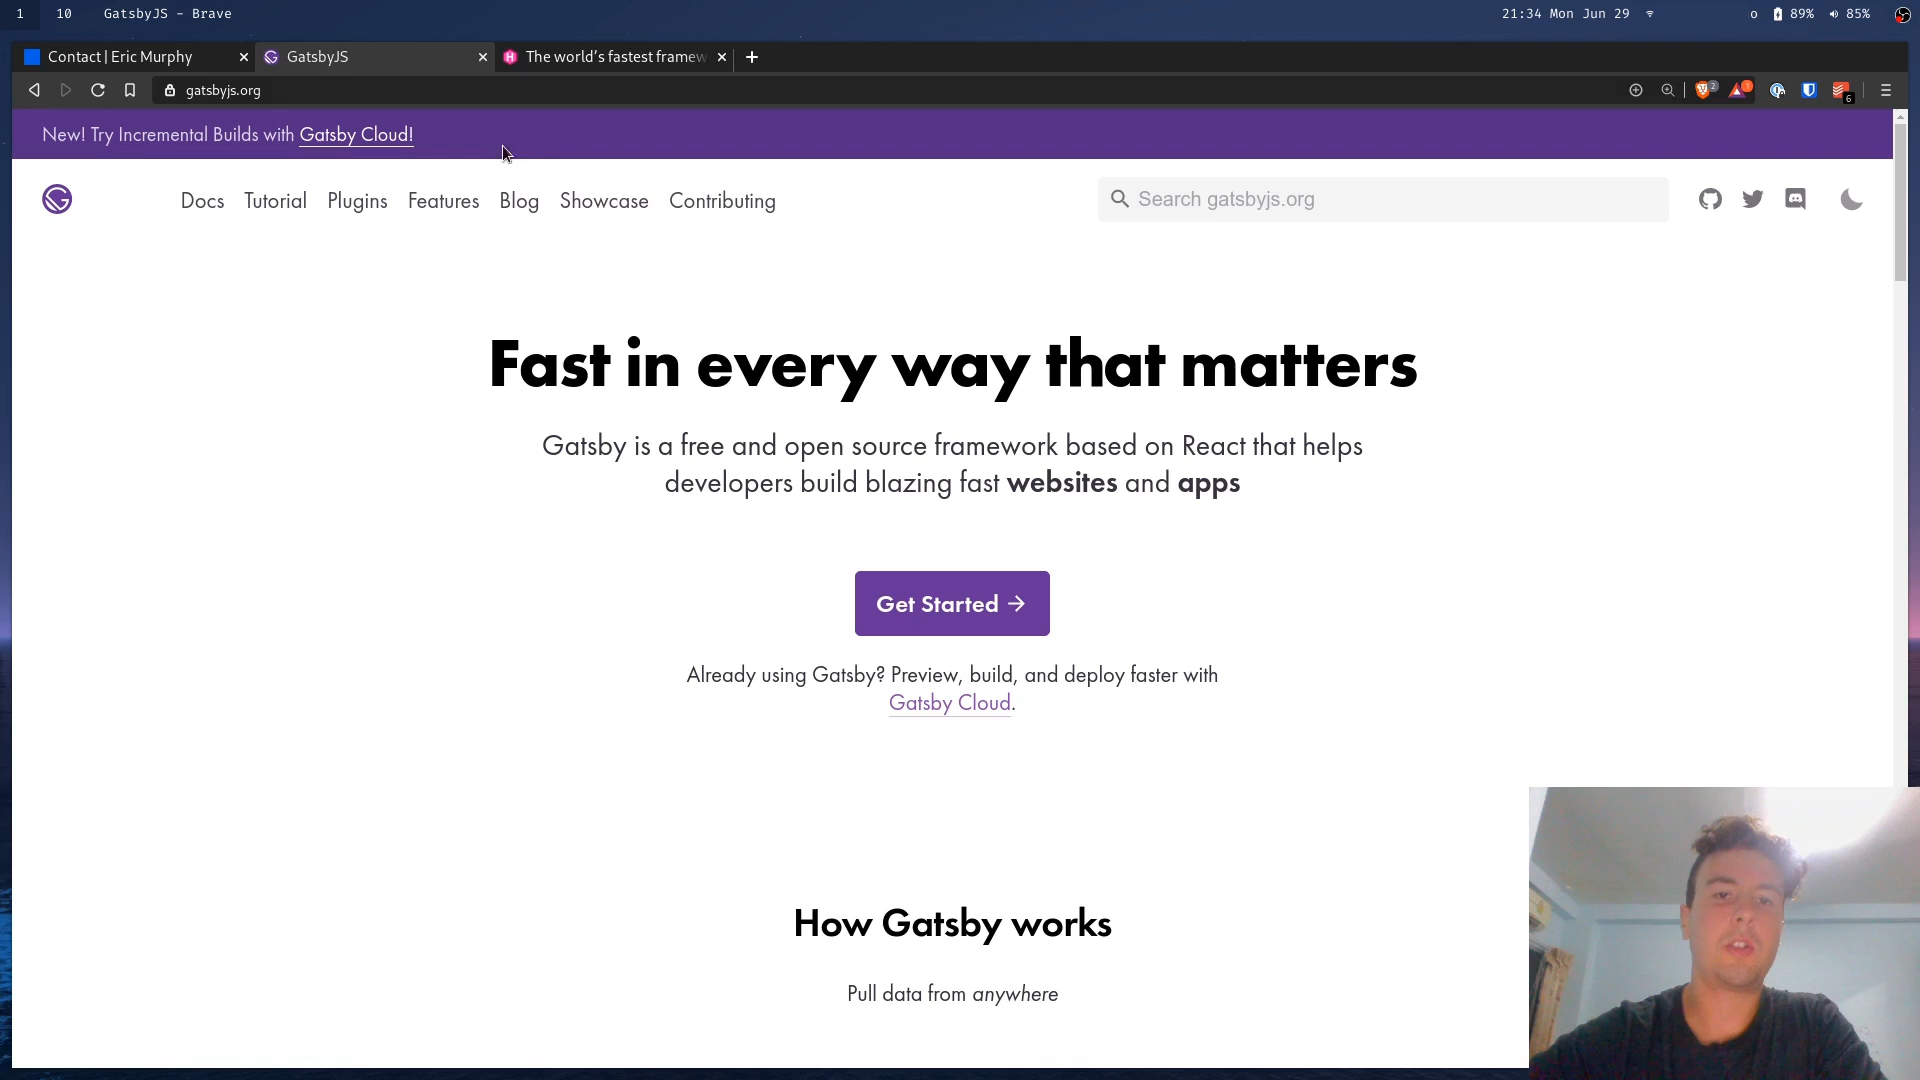 1 10 GatsbyJS - Brave 21:34 Mon Jun 29 89% 85%
Contact | Eric Murphy GatsbyJS The world's fastest framew
gatsbyjs.org 2 1 6
New! Try Incremental Builds with Gatsby Cloud!
Docs Tutorial Plugins Features Blog Showcase Contributing Search gatsbyjs.org
Fast in every way that matters
Gatsby is a free and open source framework based on React that helps
developers build blazing fast websites and apps
Get Started →
Already using Gatsby? Preview, build, and deploy faster with
Gatsby Cloud.
How Gatsby works
Pull data from anywhere